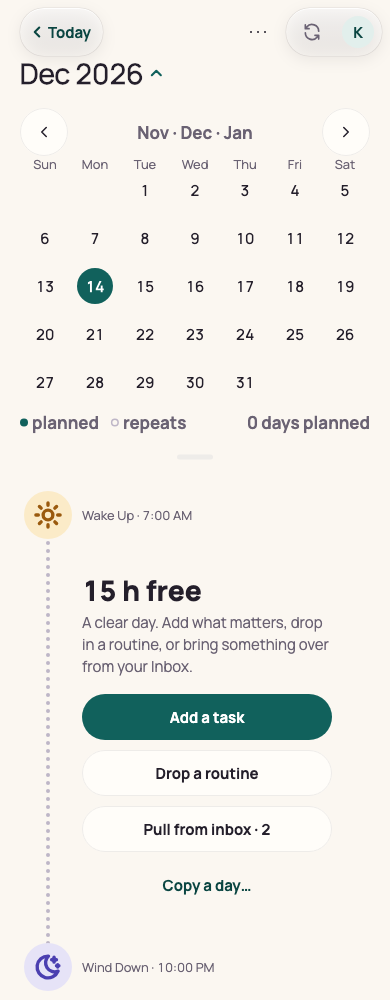 Today
...
K
Dec 2026
Nov · Dec · Jan
Sun Mon Tue Wed Thu Fri Sat
1 2 3 4 5
6 7 8 9 10 11 12
13 14 15 16 17 18 19
20 21 22 23 24 25 26
27 28 29 30 31
planned repeats 0 days planned
Wake Up · 7:00 AM
15 h free
A clear day. Add what matters, drop
in a routine, or bring something over
from your Inbox.
Add a task
Drop a routine
Pull from inbox · 2
Copy a day...
Wind Down · 10:00 PM